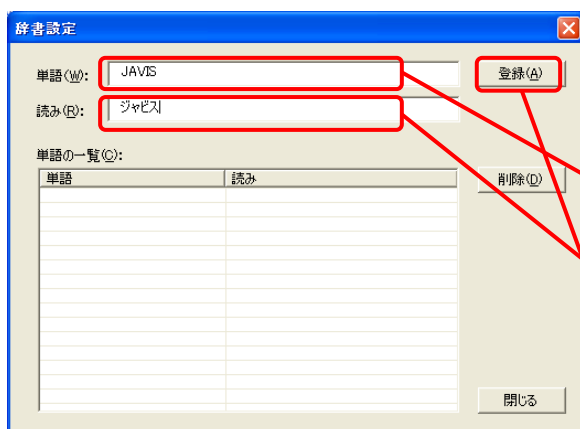 辞書設定
単語(W): JAVIS 登録(A)
読み(R): ジャビス
単語の一覧(C):
単語 読み 削除(D)
閉じる